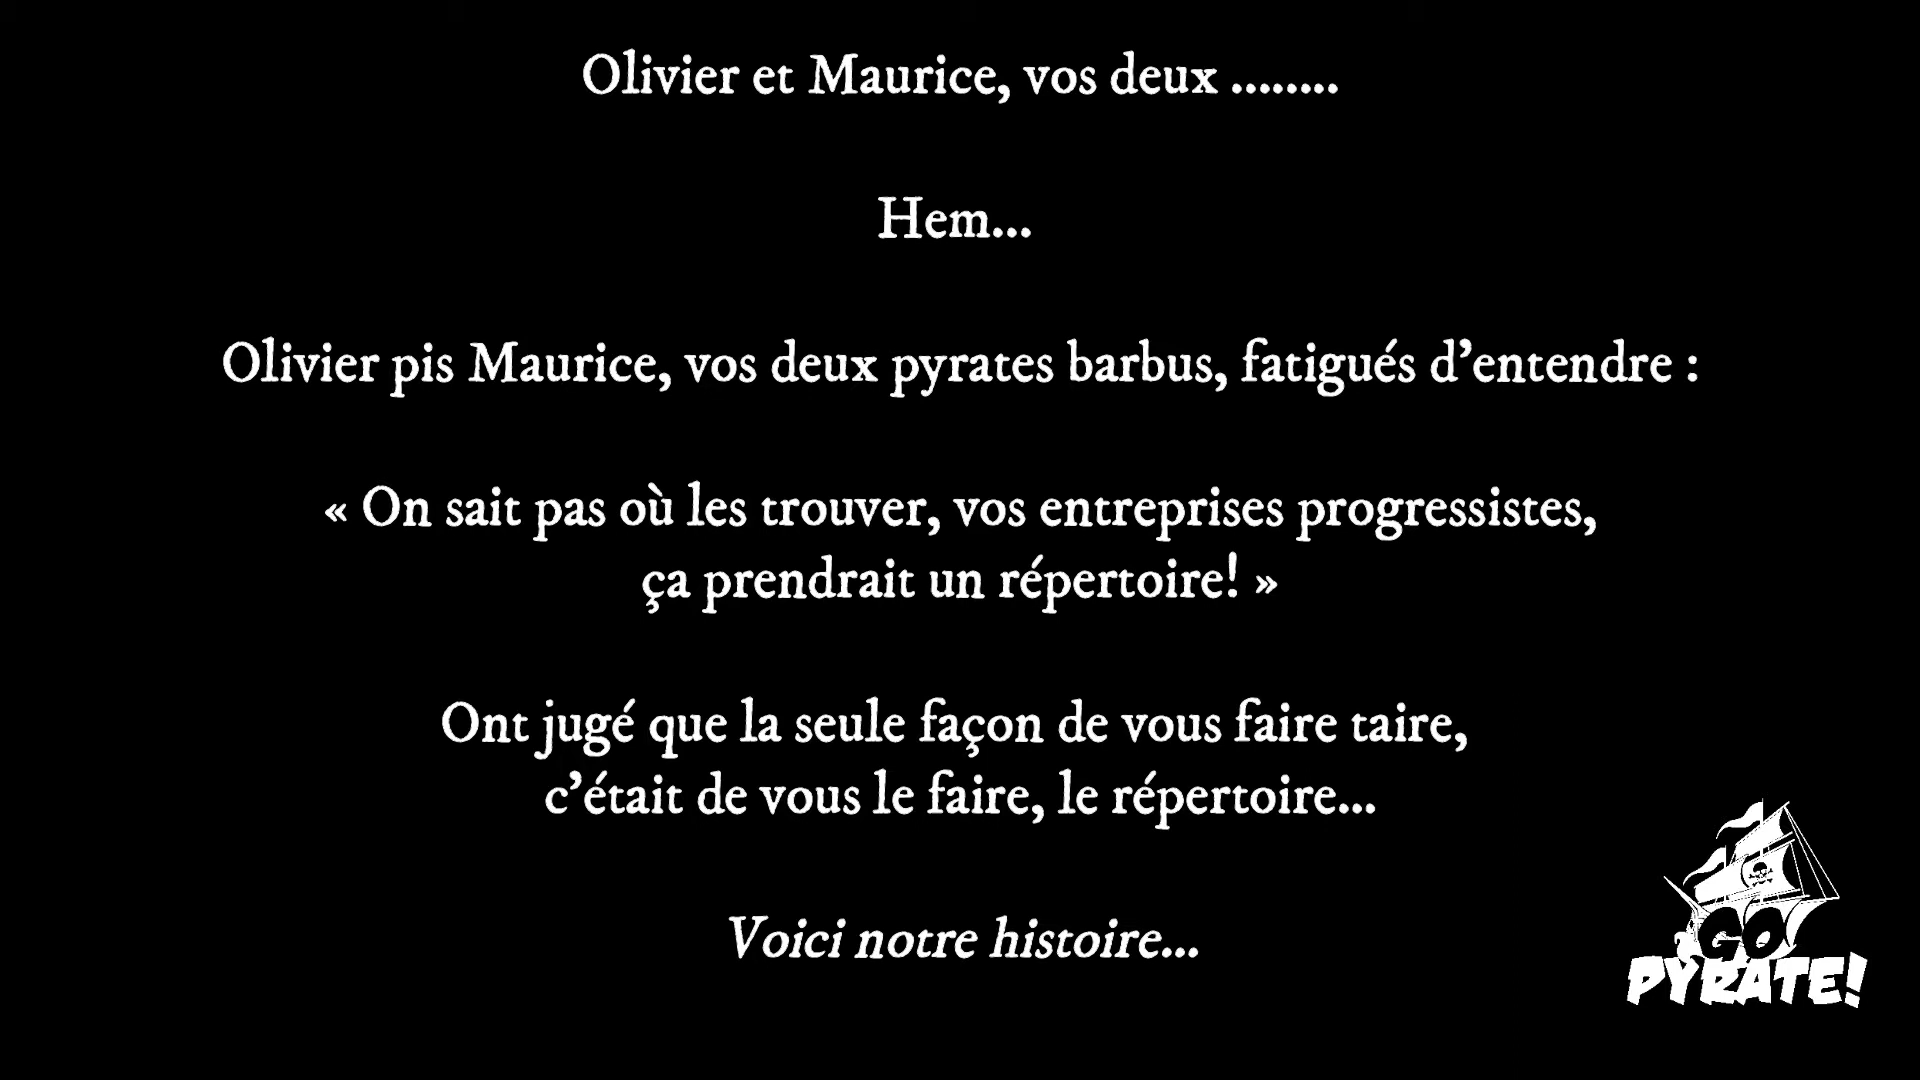 Olivier et Maurice, vos deux ........
Hem...
Olivier pis Maurice, vos deux pyrates barbus, fatigués d’entendre :
« On sait pas où les trouver, vos entreprises progressistes,
ça prendrait un répertoire! »
Ont jugé que la seule façon de vous faire taire,
c’était de vous le faire, le répertoire...
Voici notre histoire...
GO
PYRATE!